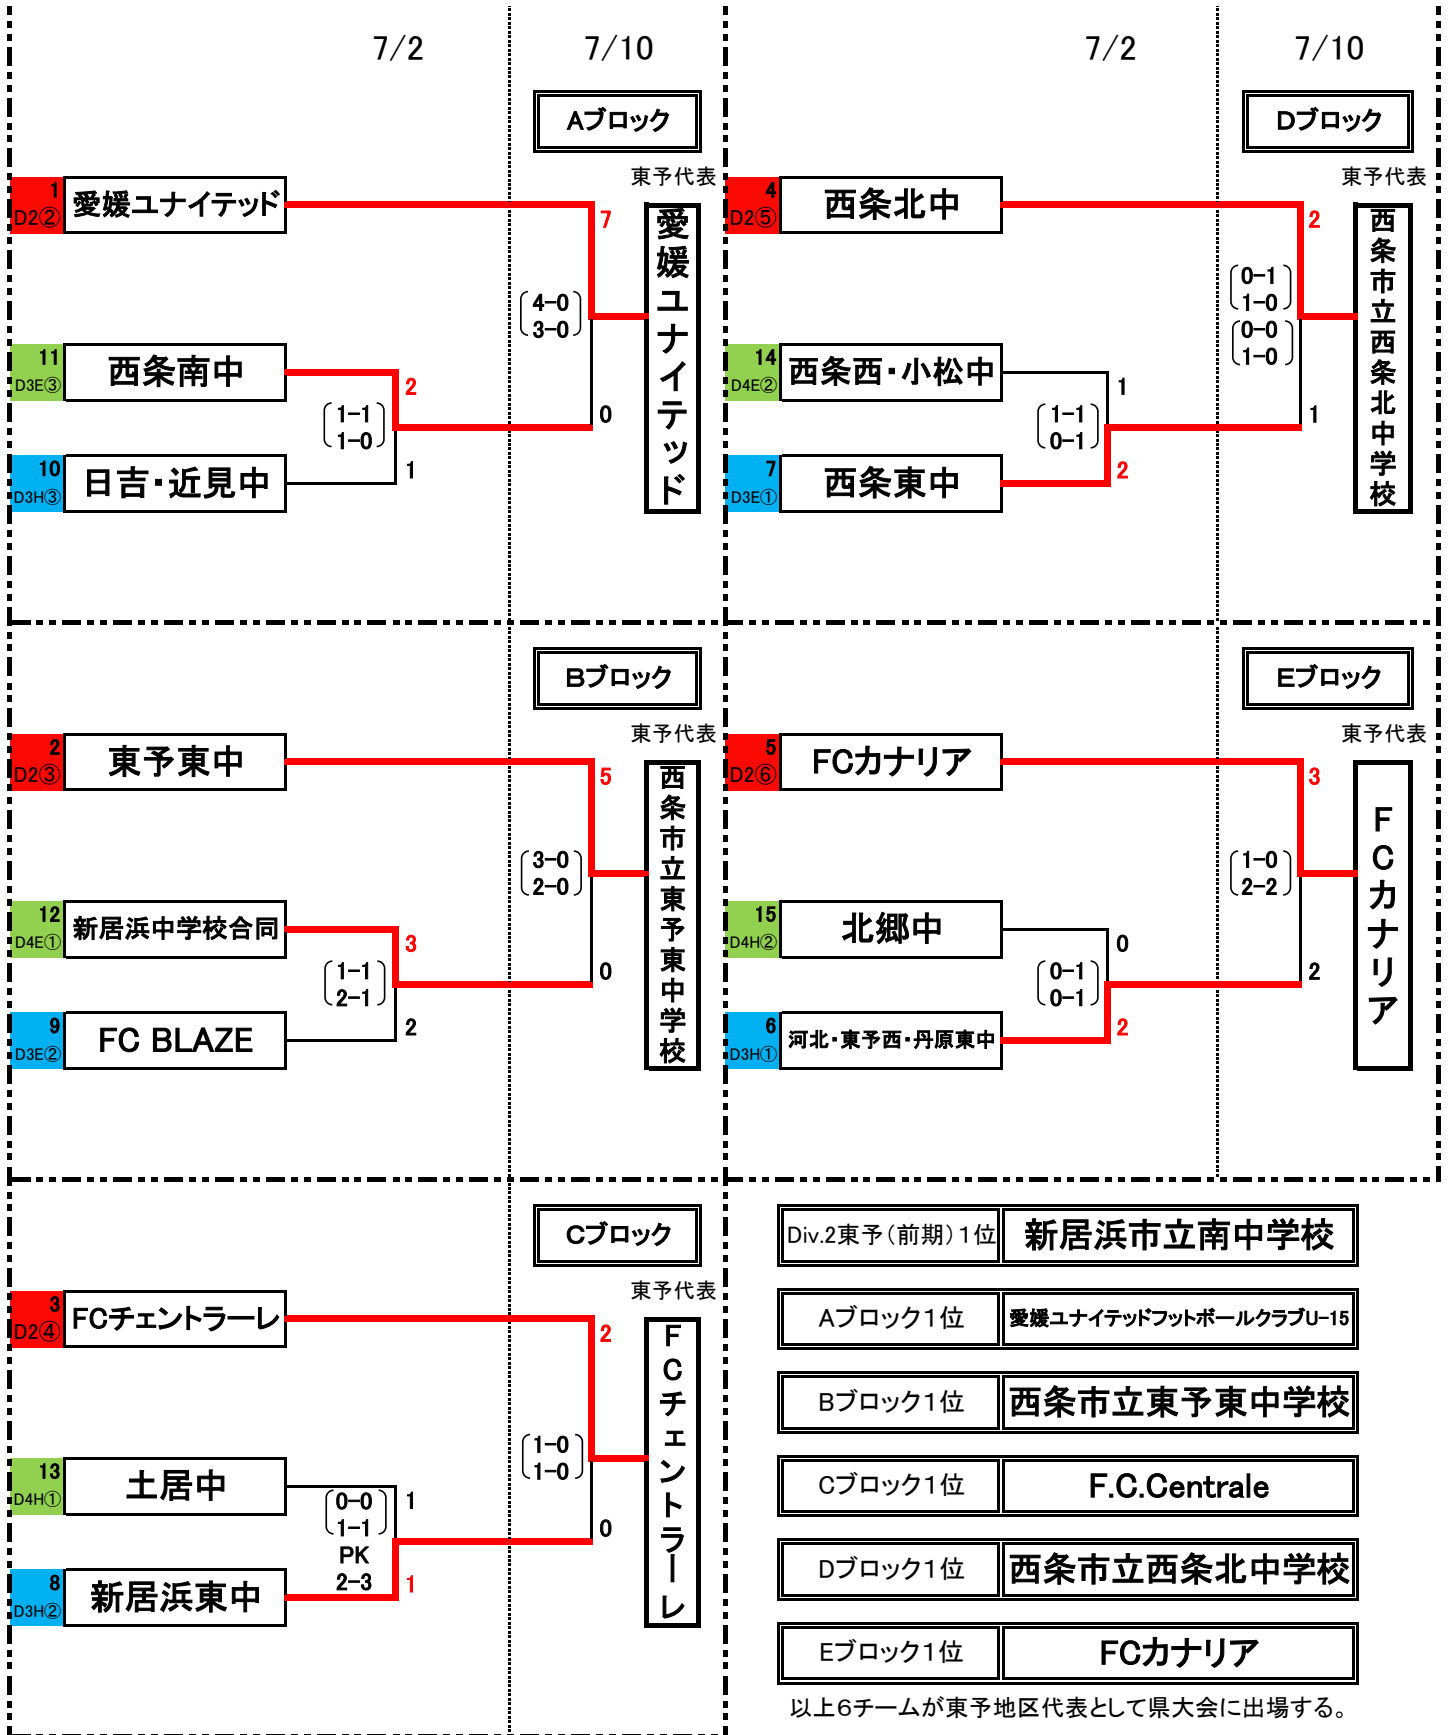 7/2
7/10
Aブロック
東予代表
1
D2②
愛媛ユナイテッド
7
4-0
3-0
愛媛ユナイテッド
11
D3E③
西条南中
2
1-1
1-0
0
10
D3H③
日吉・近見中
1
7/2
7/10
Dブロック
東予代表
4
D2⑤
西条北中
2
0-1
1-0
0-0
1-0
西条市立西条北中学校
14
D4E②
西条西・小松中
1
1-1
0-1
1
7
D3E①
西条東中
2
Bブロック
東予代表
2
D2③
東予東中
5
3-0
2-0
西条市立東予東中学校
12
D4E①
新居浜中学校合同
3
1-1
2-1
0
9
D3E②
FC BLAZE
2
Eブロック
東予代表
5
D2⑥
FCカナリア
3
1-0
2-2
FCカナリア
15
D4H②
北郷中
0
0-1
0-1
2
6
D3H①
河北・東予西・丹原東中
2
Cブロック
東予代表
3
D2④
FCチェントラーレ
2
1-0
1-0
FCチェントラーレ
13
D4H①
土居中
1
0-0
1-1
PK
2-3
0
8
D3H②
新居浜東中
1
Div.2東予(前期)1位 新居浜市立南中学校
Aブロック1位 愛媛ユナイテッドフットボールクラブU-15
Bブロック1位 西条市立東予東中学校
Cブロック1位 F.C.Centrale
Dブロック1位 西条市立西条北中学校
Eブロック1位 FCカナリア
以上6チームが東予地区代表として県大会に出場する。